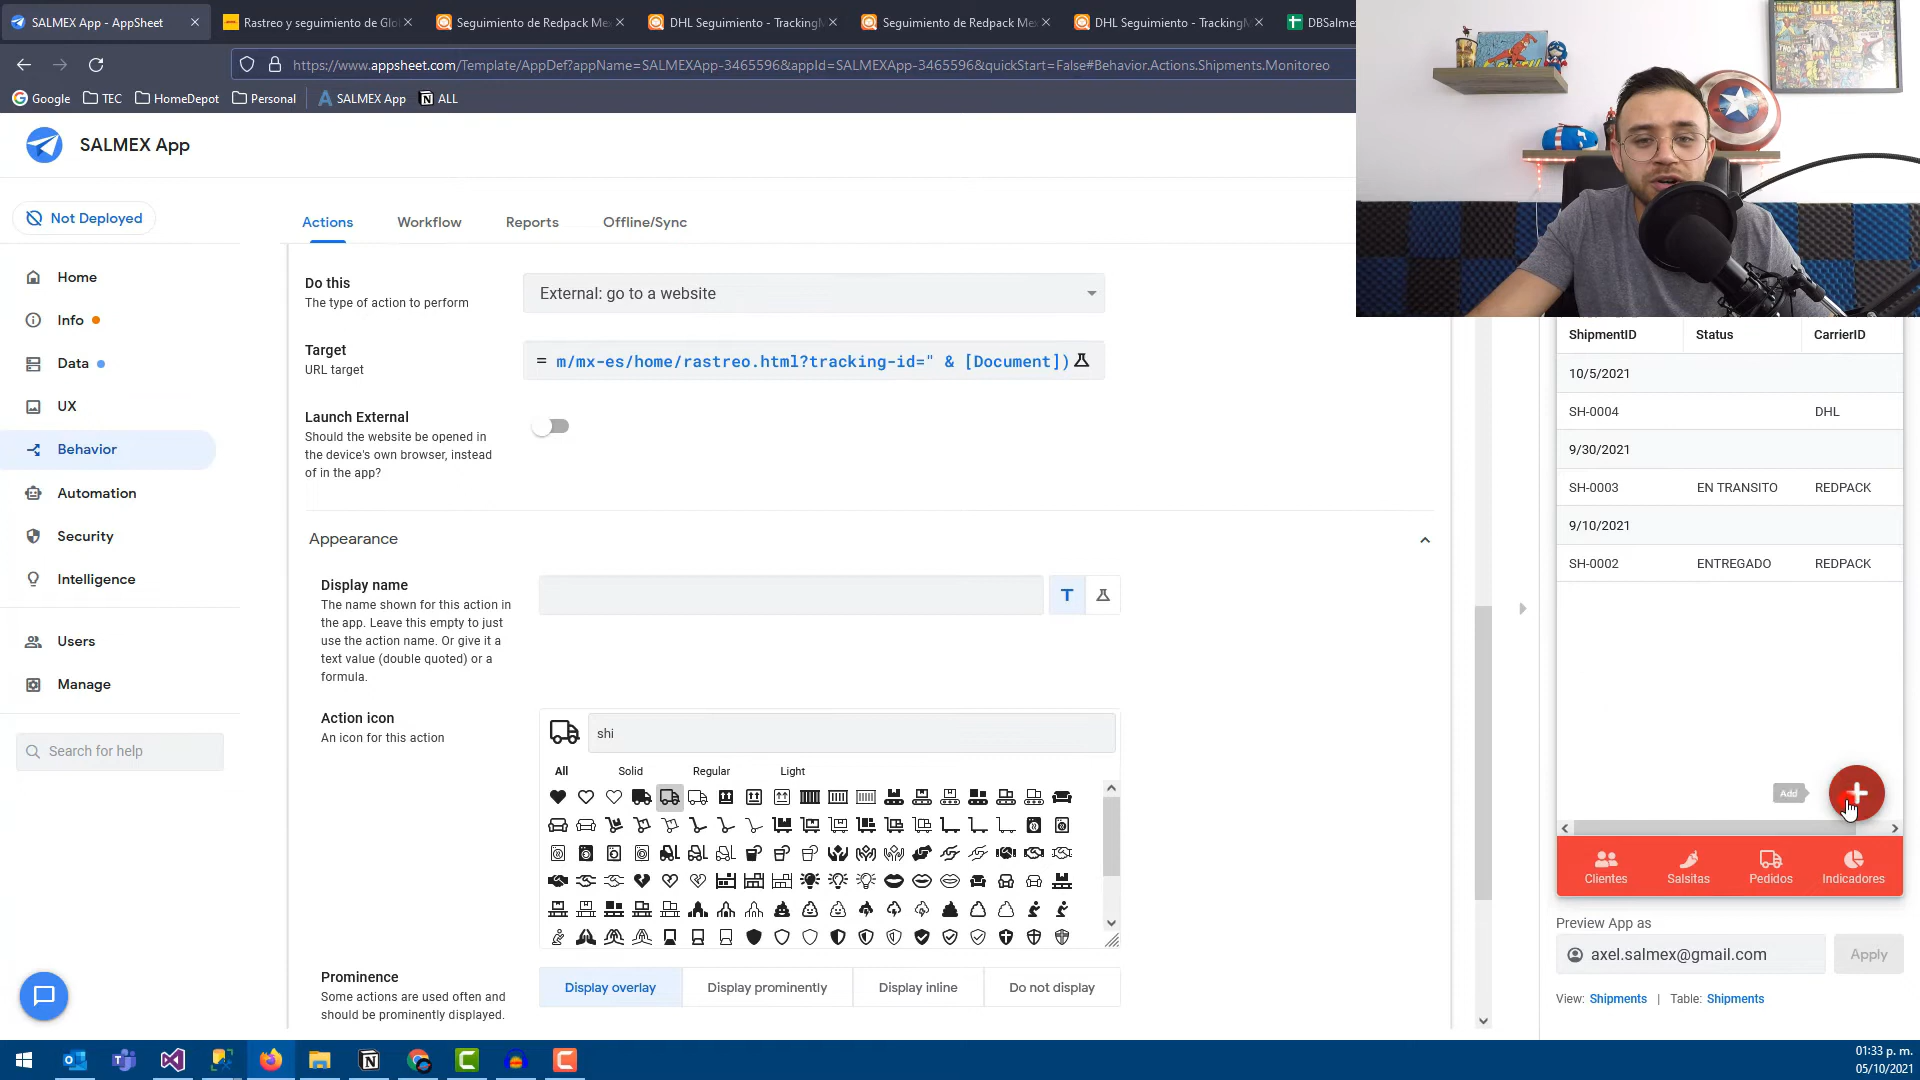 SALMEX App - AppSheet
Rastreo y seguimiento de Glo
Seguimiento de Redpack Me
DHL Seguimiento - TrackingM
Seguimiento de Redpack Me
DHL Seguimiento - TrackingM
DBSalme
https://www.appsheet.com/Template/AppDef?appName=SALMEXApp-3465596&appId=SALMEXApp-3465596&quickStart=False#Behavior.Actions.Shipments.Monitoreo
Google
TEC
HomeDepot
Personal
SALMEX App
ALL
SALMEX App
Not Deployed
Home
Info
Data
UX
Behavior
Automation
Security
Intelligence
Users
Manage
Search for help
Actions
Workflow
Reports
Offline/Sync
Do this
The type of action to perform
External: go to a website
Target
URL target
= m/mx-es/home/rastreo.html?tracking-id=" & [Document])
Launch External
Should the website be opened in
the device's own browser, instead
of in the app?
Appearance
Display name
The name shown for this action in
the app. Leave this empty to just
use the action name. Or give it a
text value (double quoted) or a
formula.
T
Action icon
An icon for this action
shi
All
Solid
Regular
Light
Prominence
Some actions are used often and
should be prominently displayed.
Display overlay
Display prominently
Display inline
Do not display
ShipmentID
Status
CarrierID
10/5/2021
SH-0004
DHL
9/30/2021
SH-0003
EN TRANSITO
REDPACK
9/10/2021
SH-0002
ENTREGADO
REDPACK
Add
Clientes
Salsitas
Pedidos
Indicadores
Preview App as
axel.salmex@gmail.com
Apply
View: Shipments | Table: Shipments
01:33 p. m.
05/10/2021